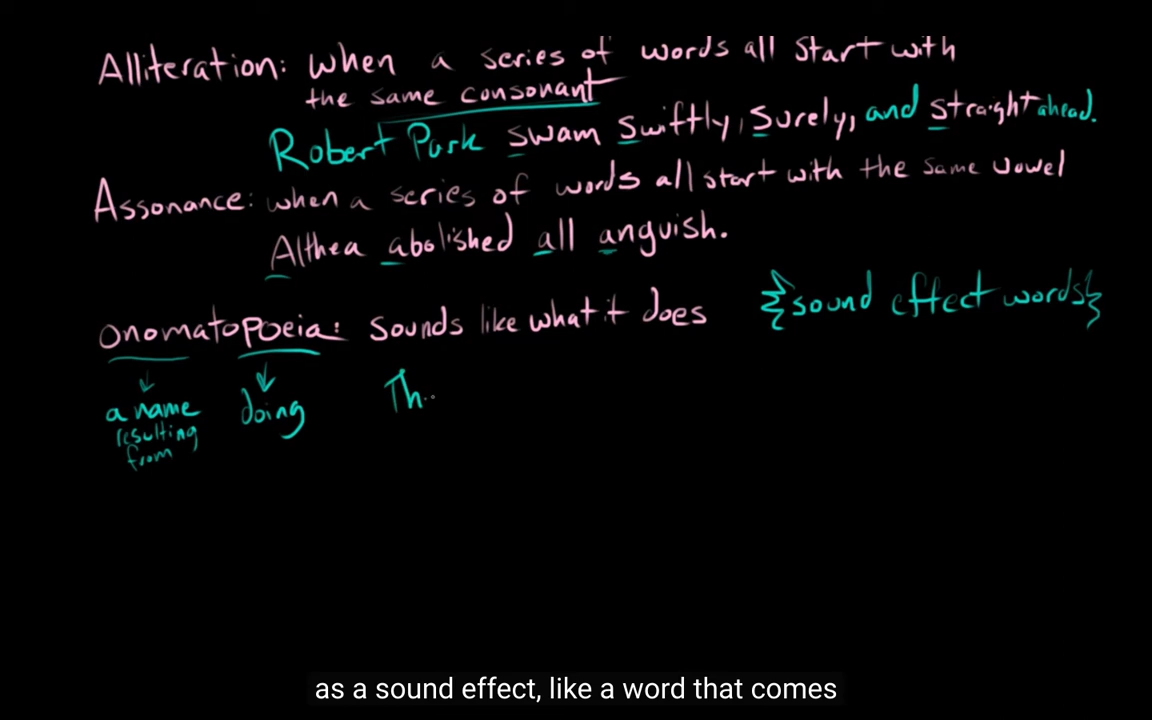 Alliteration: when a series of words all start with
the same consonant
Robert Park swam swiftly, surely, and straight ahead.
Assonance: when a series of words all start with the same vowel
Althea abolished all anguish.
onomatopoeia: sounds like what it does {sound effect words}
a name doing Th
resulting
from
as a sound effect, like a word that comes